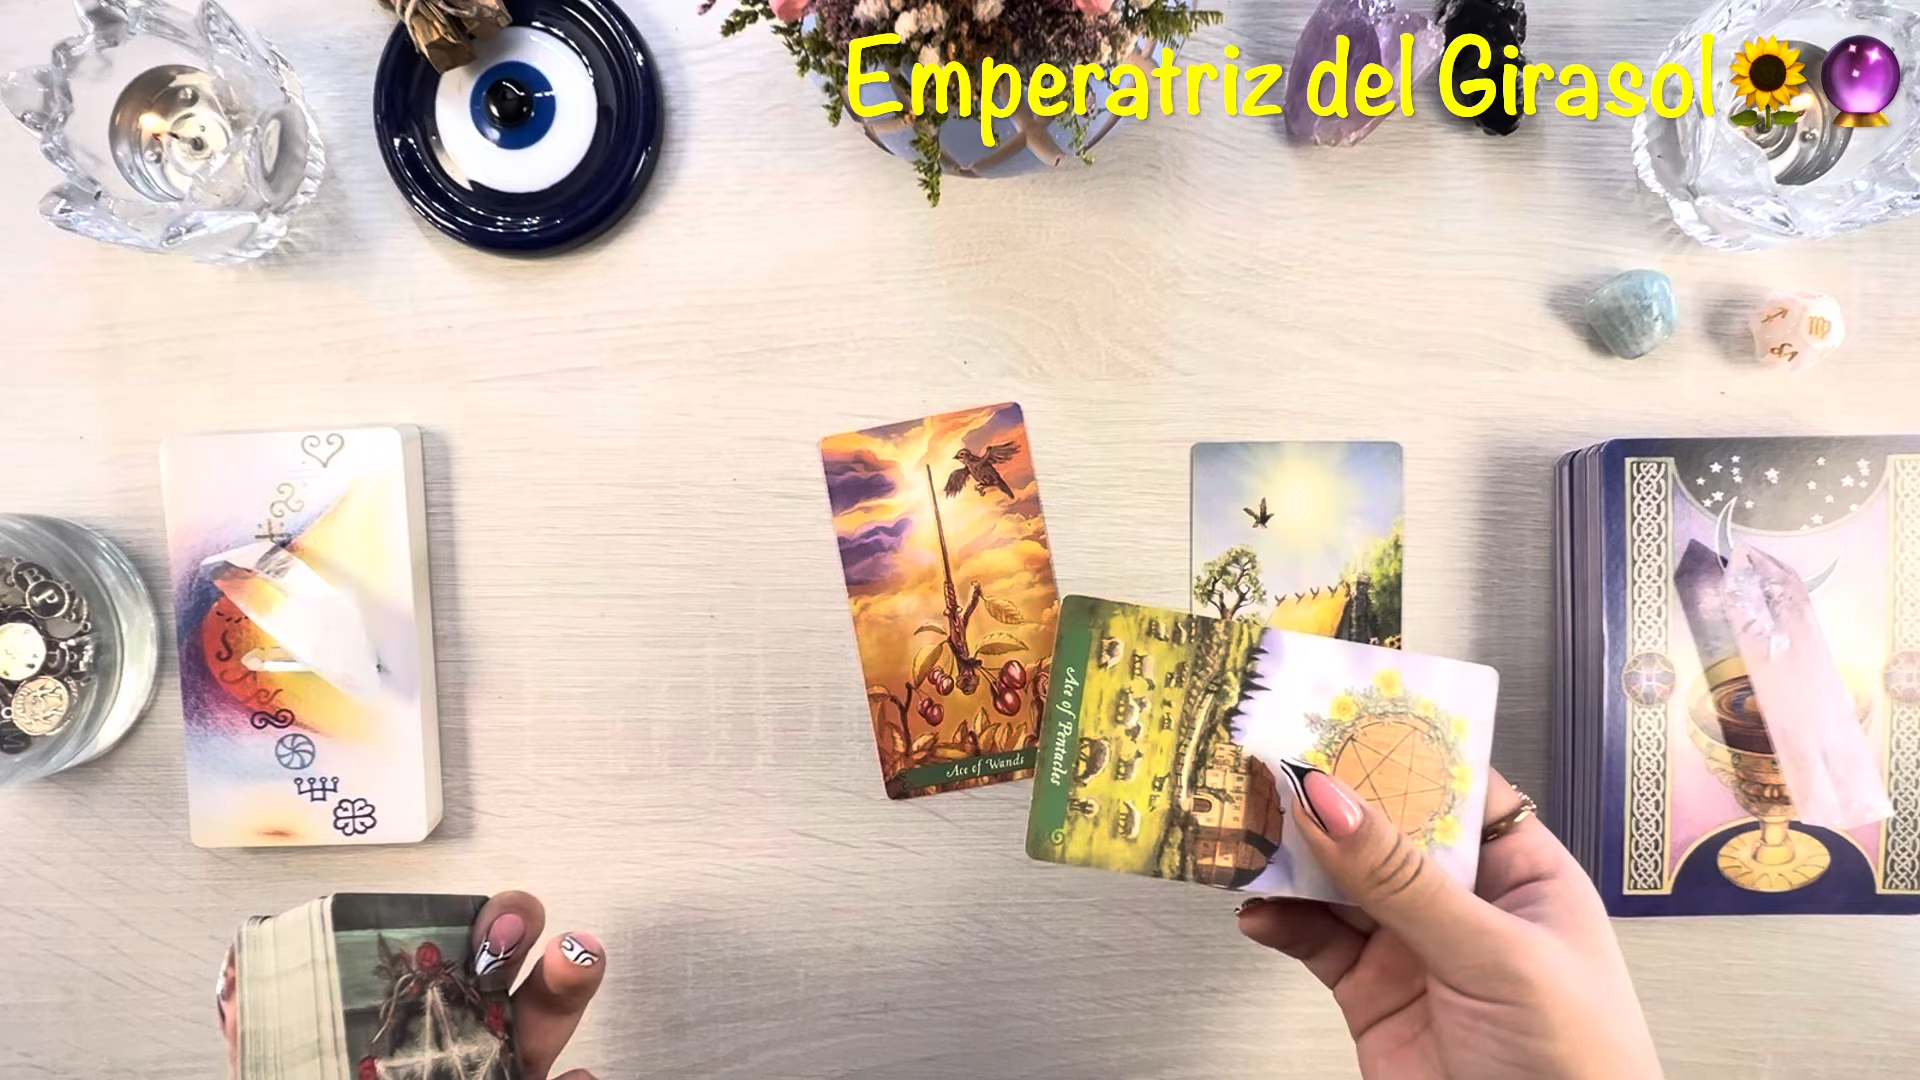 Emperatriz del Girasol
Ace of Wands
Ace of Pentacles
P